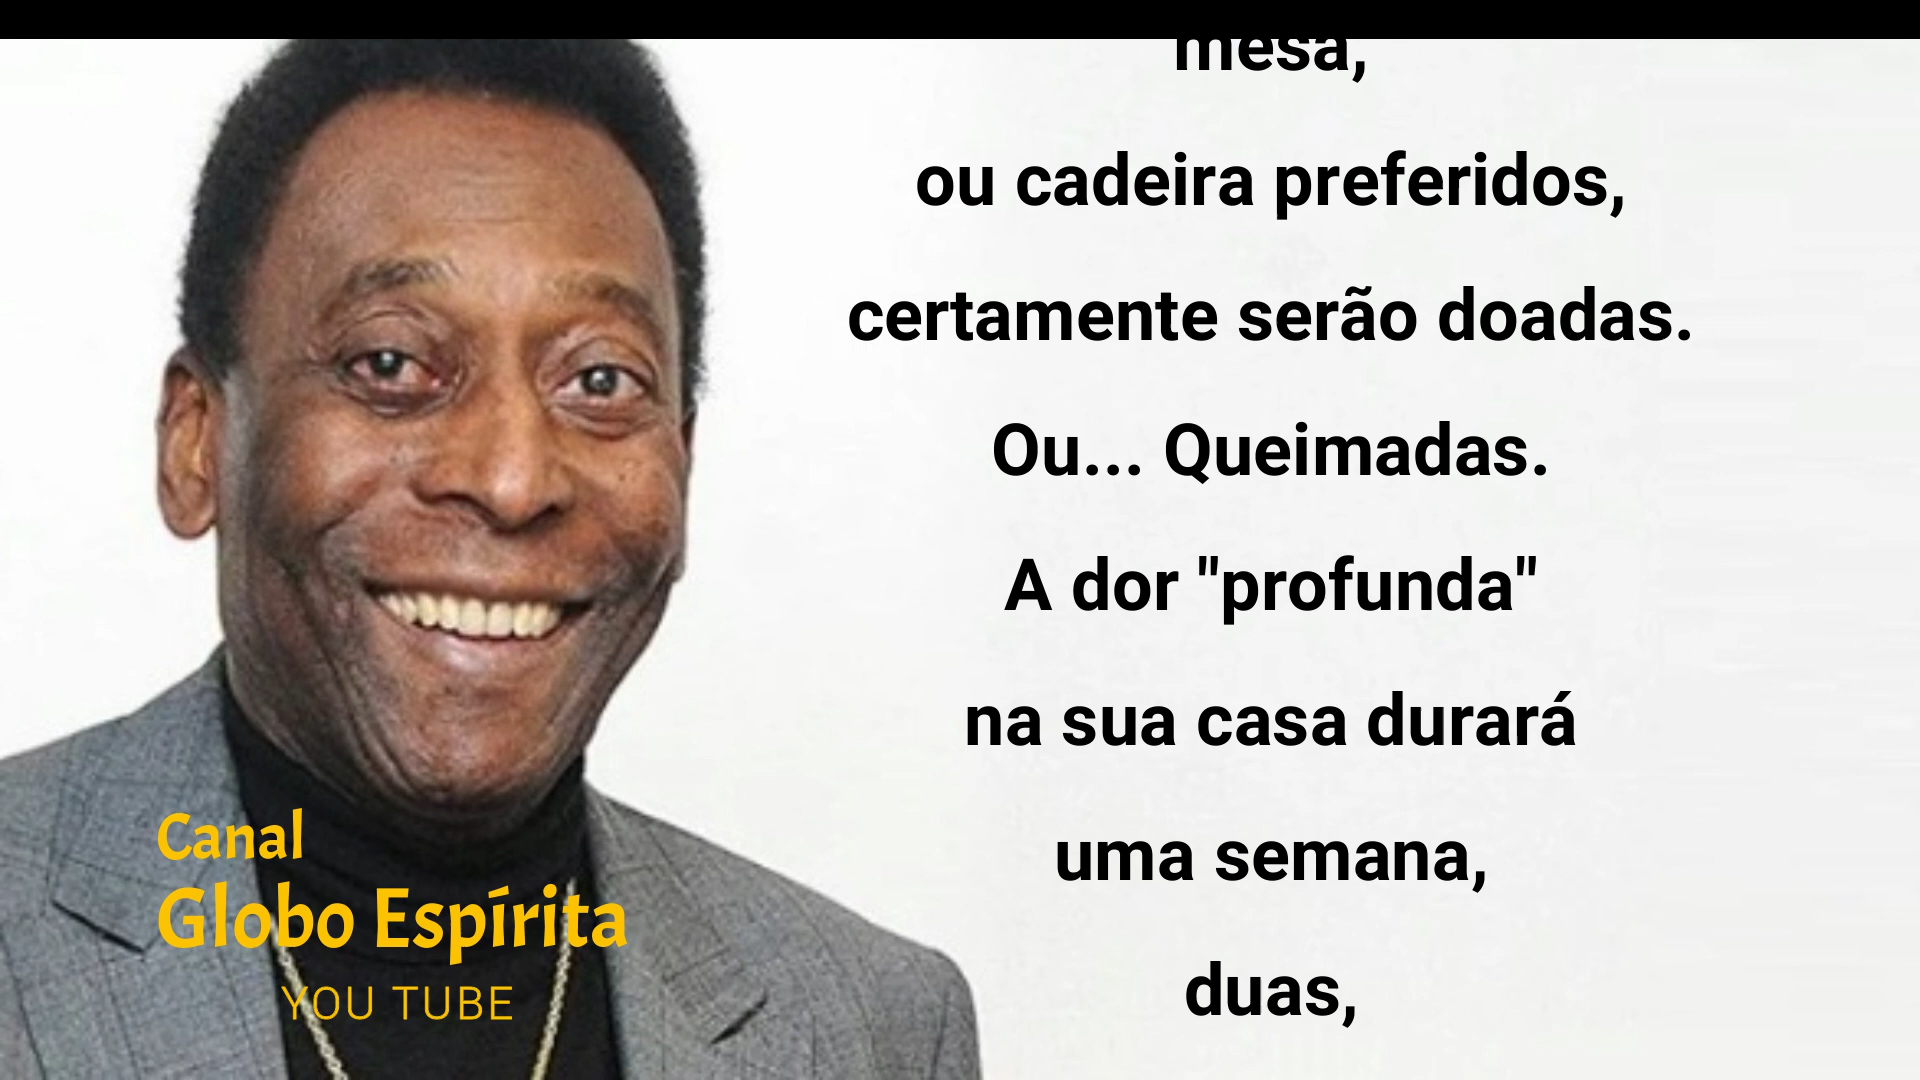 mesa,
ou cadeira preferidos,
certamente serão doadas.
Ou... Queimadas.
A dor "profunda"
na sua casa durará
uma semana,
duas,
Canal
Globo Espírita
YOU TUBE